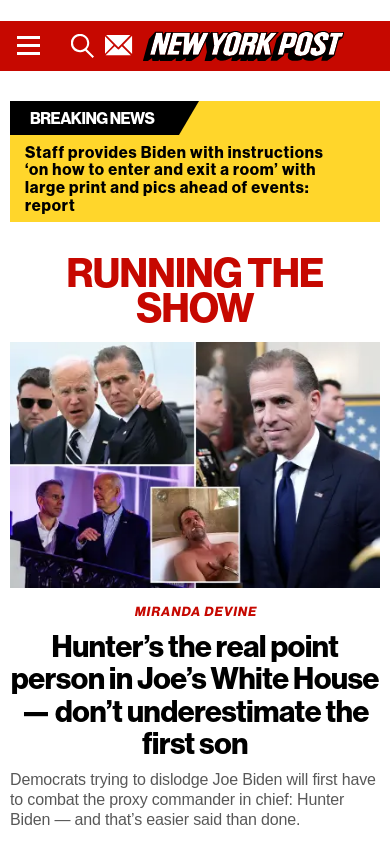 NEW YORK POST
BREAKING NEWS
Staff provides Biden with instructions
‘on how to enter and exit a room’ with
large print and pics ahead of events:
report
RUNNING THE
SHOW
MIRANDA DEVINE
Hunter’s the real point
person in Joe’s White House
— don’t underestimate the
first son
Democrats trying to dislodge Joe Biden will first have
to combat the proxy commander in chief: Hunter
Biden — and that’s easier said than done.